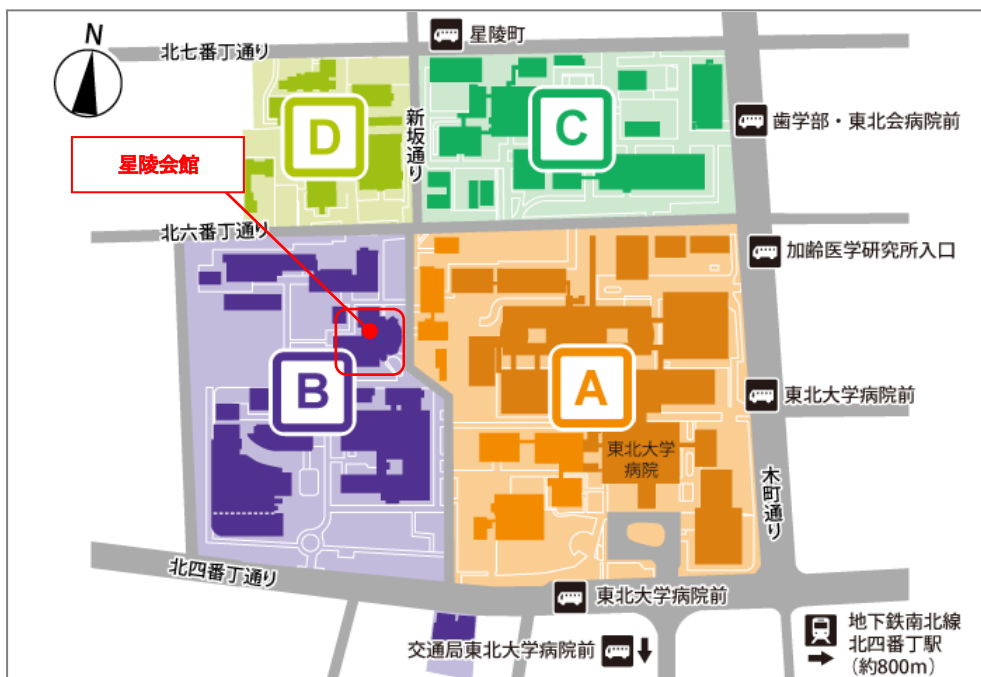 N
北七番丁通り
星陵町
新坂通り
D
C
歯学部・東北会病院前
星陵会館
北六番丁通り
加齢医学研究所入口
B
A
東北大学病院前
東北大学
病院
木町通り
北四番丁通り
東北大学病院前
交通局東北大学病院前
地下鉄南北線
北四番丁駅
（約800m）